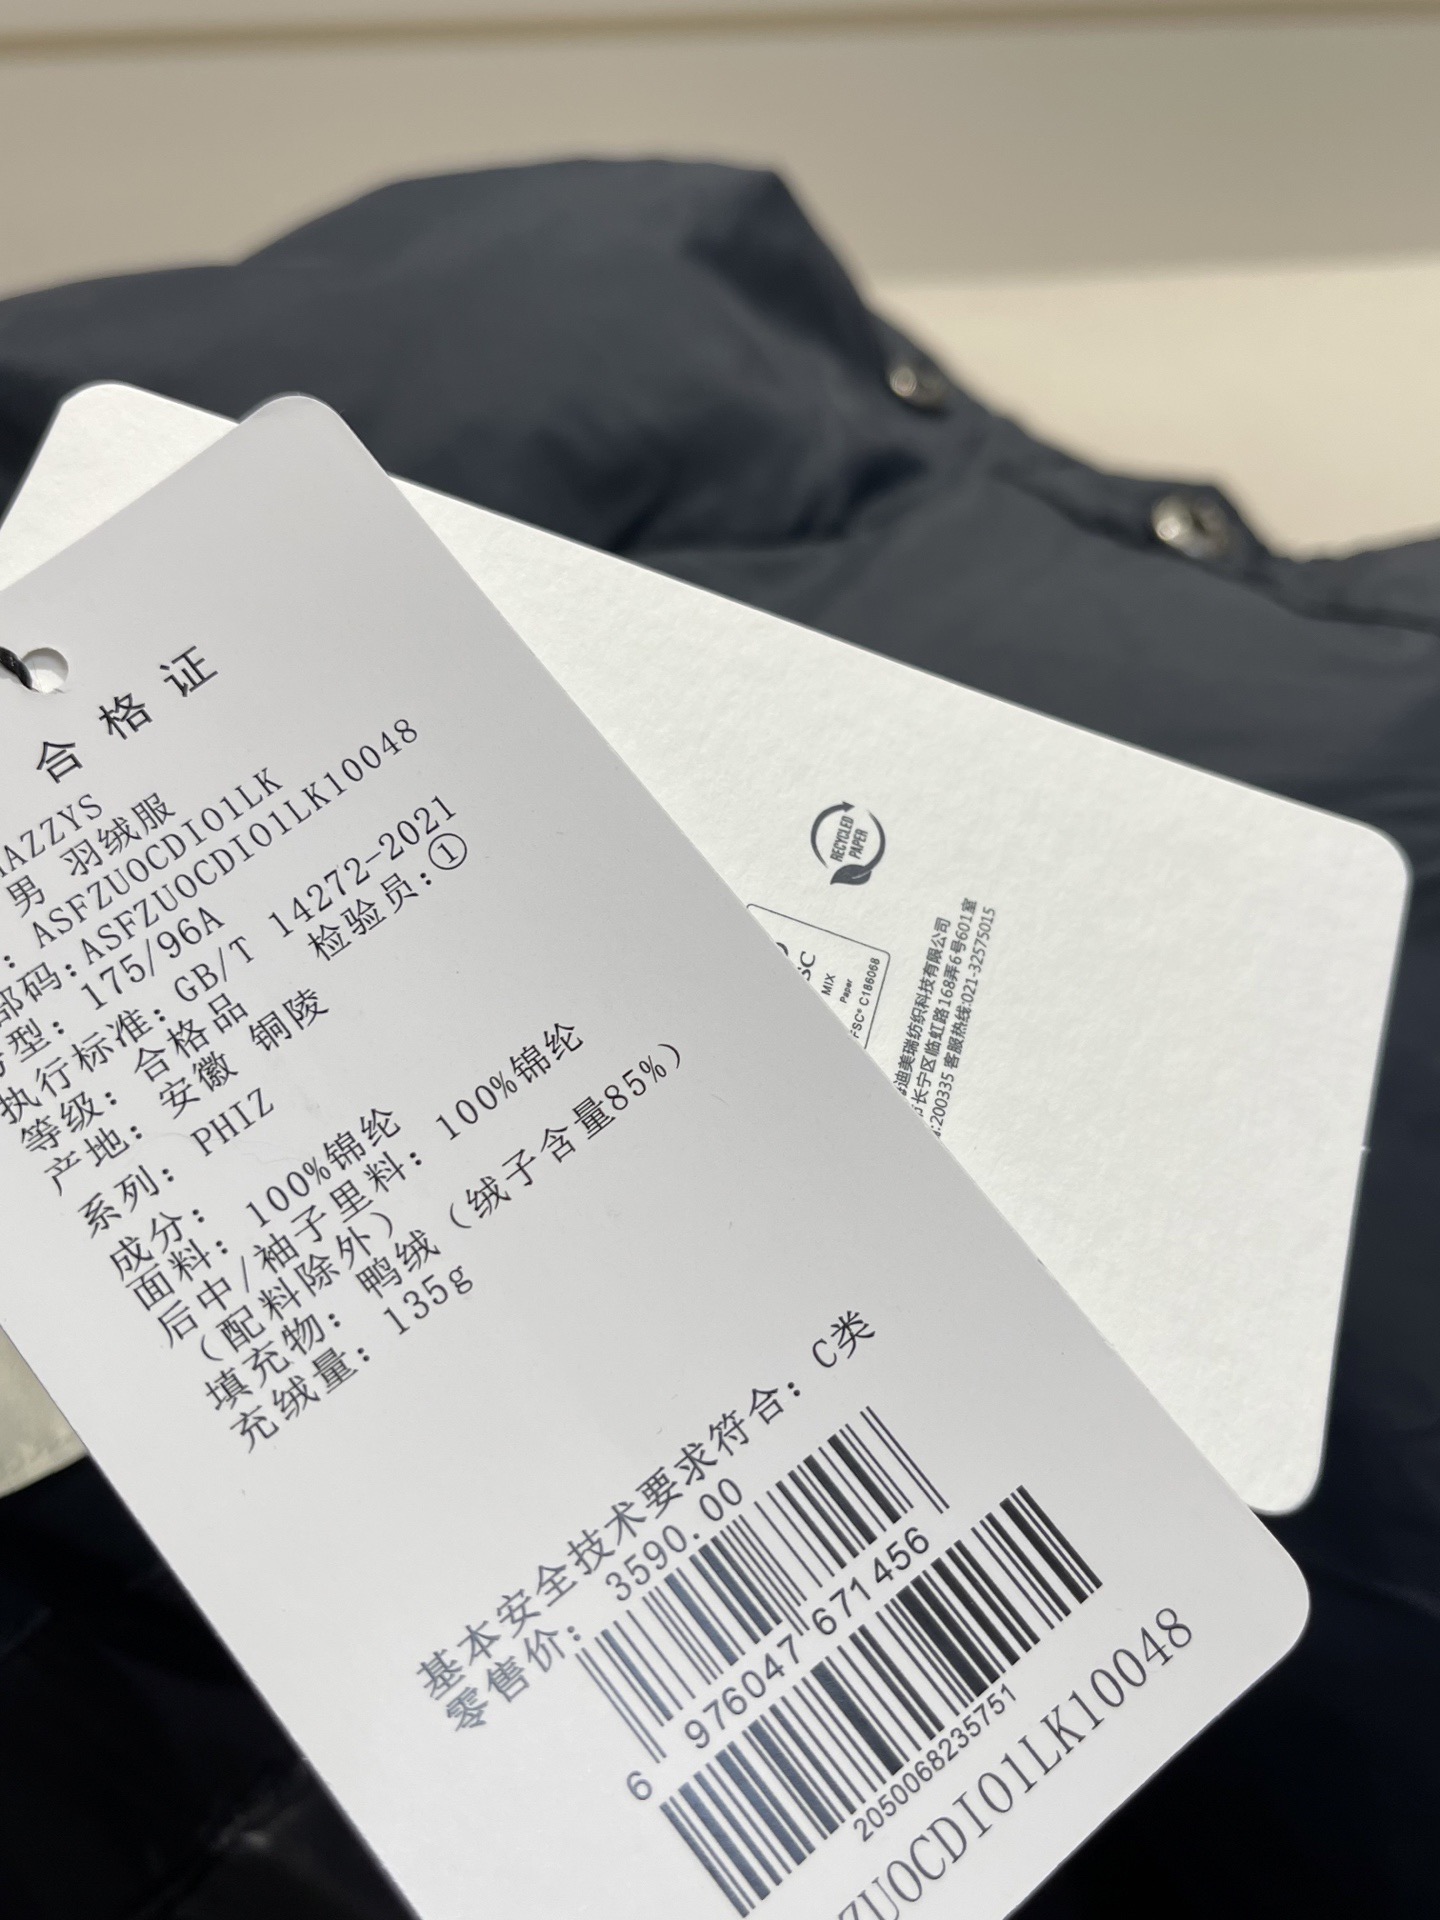 合格证
HAZZYS
男 羽绒服
: ASFZU0CDI01LK
部码:ASFZU0CDI01LK10048
号型: 175/96A
执行标准: GB/T 14272-2021
等级: 合格品 检验员:①
产地: 安徽 铜陵
系列: PHIZ
成分:
面料: 100%锦纶
后中/袖子里料: 100%锦纶
(配料除外)
填充物: 鸭绒(绒子含量85%)
充绒量: 135g
基本安全技术要求符合: C类
零售价: 3590.00
6 976047 671456
2050068235751
ZU0CDI01LK10048
RECYCLED
PAPER
SC
MIX
Paper
FSC® C186068
迪美瑞纺织科技有限公司
长宁区临虹路168弄6号601室
:200335 客服热线:021-32575015